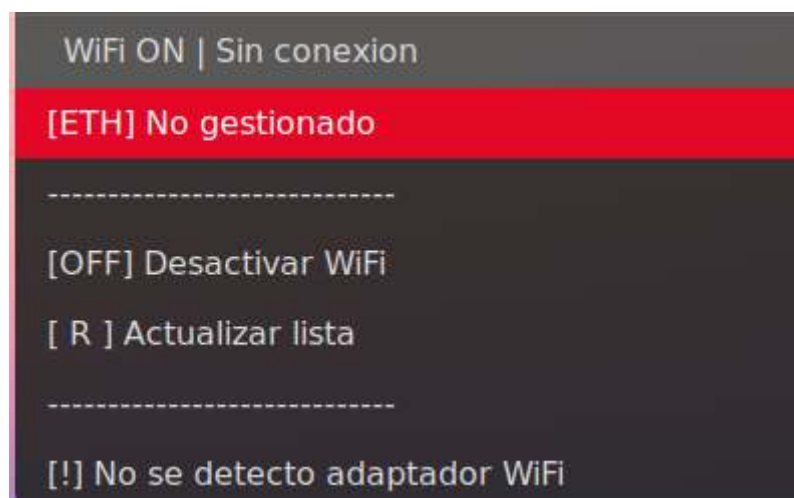 WiFi ON | Sin conexion
[ETH] No gestionado
-----------------------------
[OFF] Desactivar WiFi
[ R ] Actualizar lista
-----------------------------
[!] No se detecto adaptador WiFi